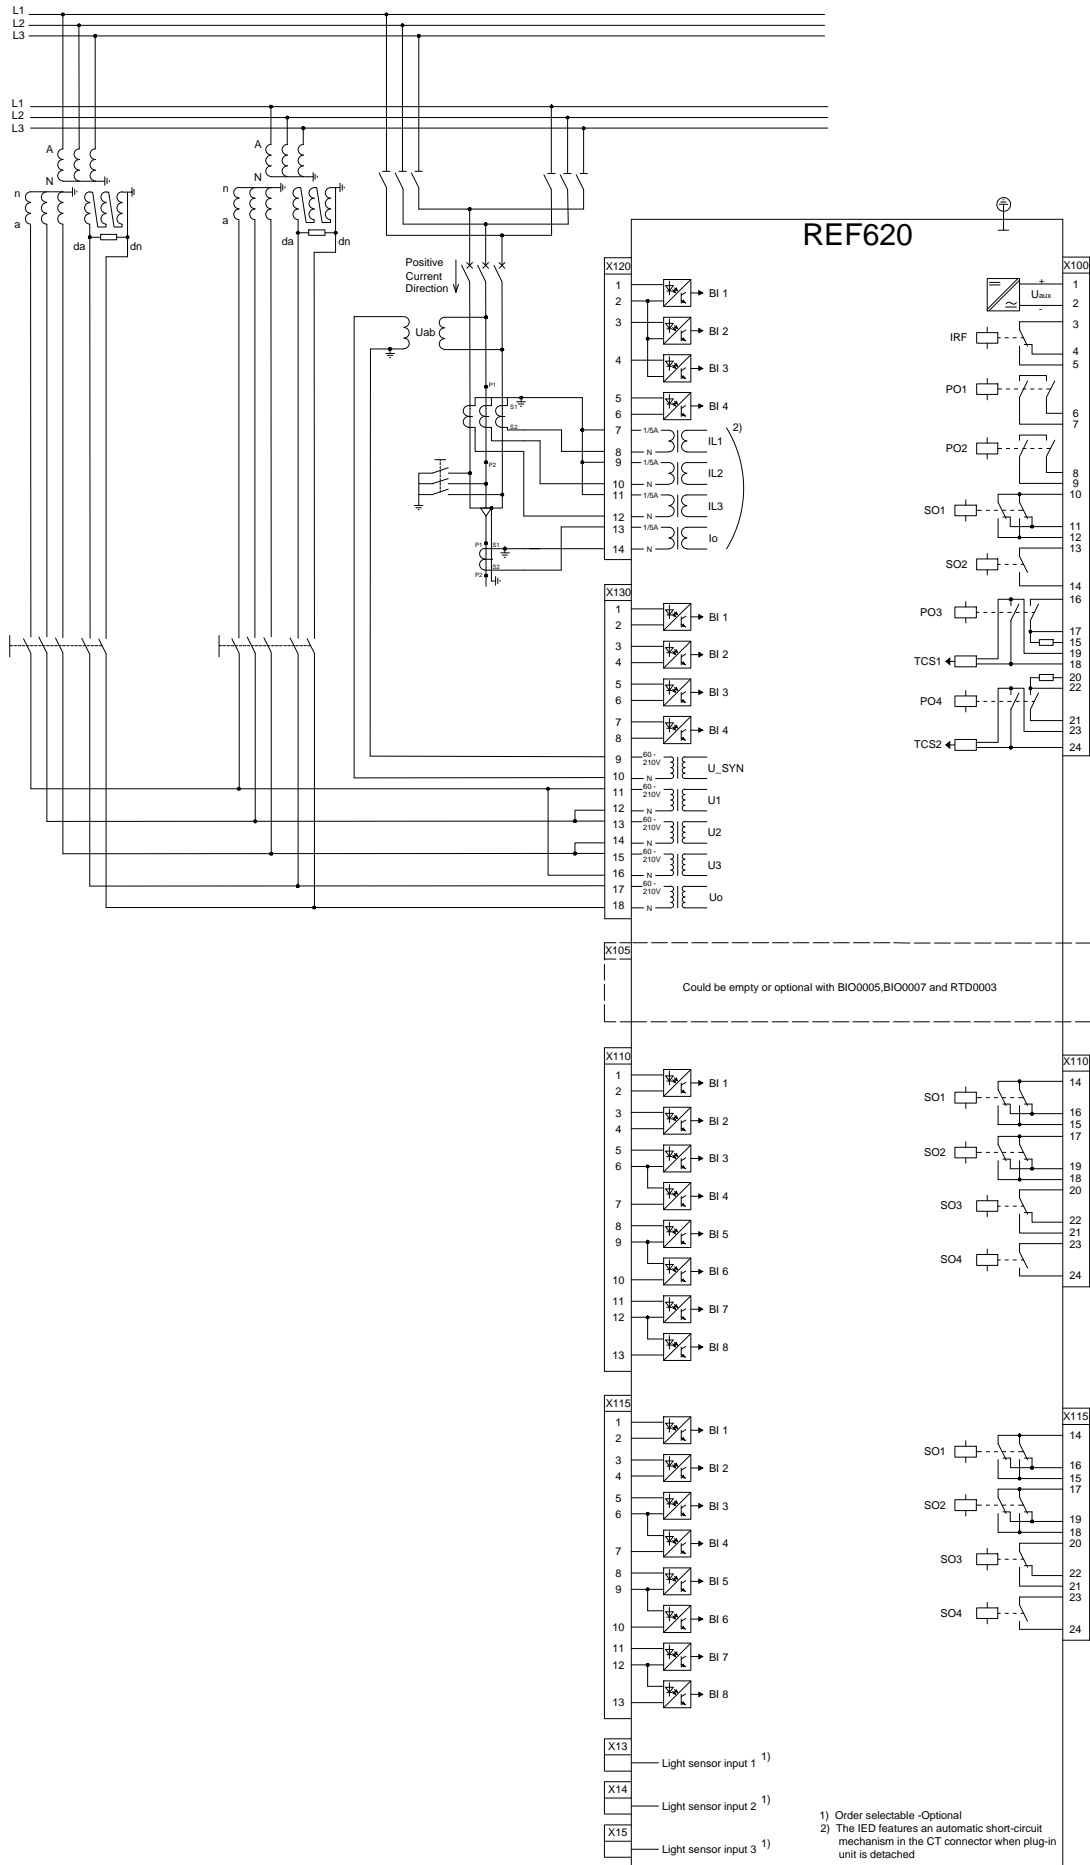 L1
L2
L3
L1
L2
L3
A
N
n
a
da
dn
A
N
n
a
da
dn
Positive
Current
Direction
Uab
P1
S1
S2
P2
P1
S1
S2
P2
REF620
X120
1
2
3
4
5
6
7
8
9
10
11
12
13
14
BI 1
BI 2
BI 3
BI 4
1/5A
N
IL1
2)
1/5A
N
IL2
1/5A
N
IL3
1/5A
N
Io
X130
1
2
3
4
5
6
7
8
9
10
11
12
13
14
15
16
17
18
BI 1
BI 2
BI 3
BI 4
60 -
210V
N
U_SYN
60 -
210V
N
U1
60 -
210V
N
U2
60 -
210V
N
U3
60 -
210V
N
Uo
X100
1
2
3
4
5
6
7
8
9
10
11
12
13
14
16
17
15
19
18
20
22
21
23
24
+
Uaux
-
IRF
PO1
PO2
SO1
SO2
PO3
TCS1
PO4
TCS2
X105
Could be empty or optional with BIO0005,BIO0007 and RTD0003
X110
1
2
3
4
5
6
7
8
9
10
11
12
13
BI 1
BI 2
BI 3
BI 4
BI 5
BI 6
BI 7
BI 8
X110
14
16
15
17
19
18
20
22
21
23
24
SO1
SO2
SO3
SO4
X115
1
2
3
4
5
6
7
8
9
10
11
12
13
BI 1
BI 2
BI 3
BI 4
BI 5
BI 6
BI 7
BI 8
X115
14
16
15
17
19
18
20
22
21
23
24
SO1
SO2
SO3
SO4
X13
Light sensor input 1 1)
X14
Light sensor input 2 1)
X15
Light sensor input 3 1)
1) Order selectable -Optional
2) The IED features an automatic short-circuit
mechanism in the CT connector when plug-in
unit is detached